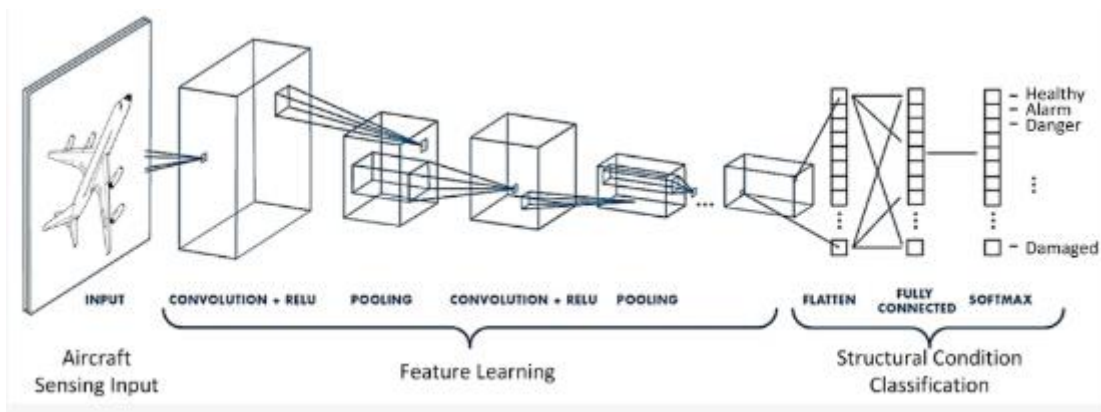 Healthy
Alarm
Danger
Damaged
INPUT
CONVOLUTION + RELU
POOLING
CONVOLUTION + RELU
POOLING
FLATTEN
FULLY
CONNECTED
SOFTMAX
Aircraft
Sensing Input
Feature Learning
Structural Condition
Classification